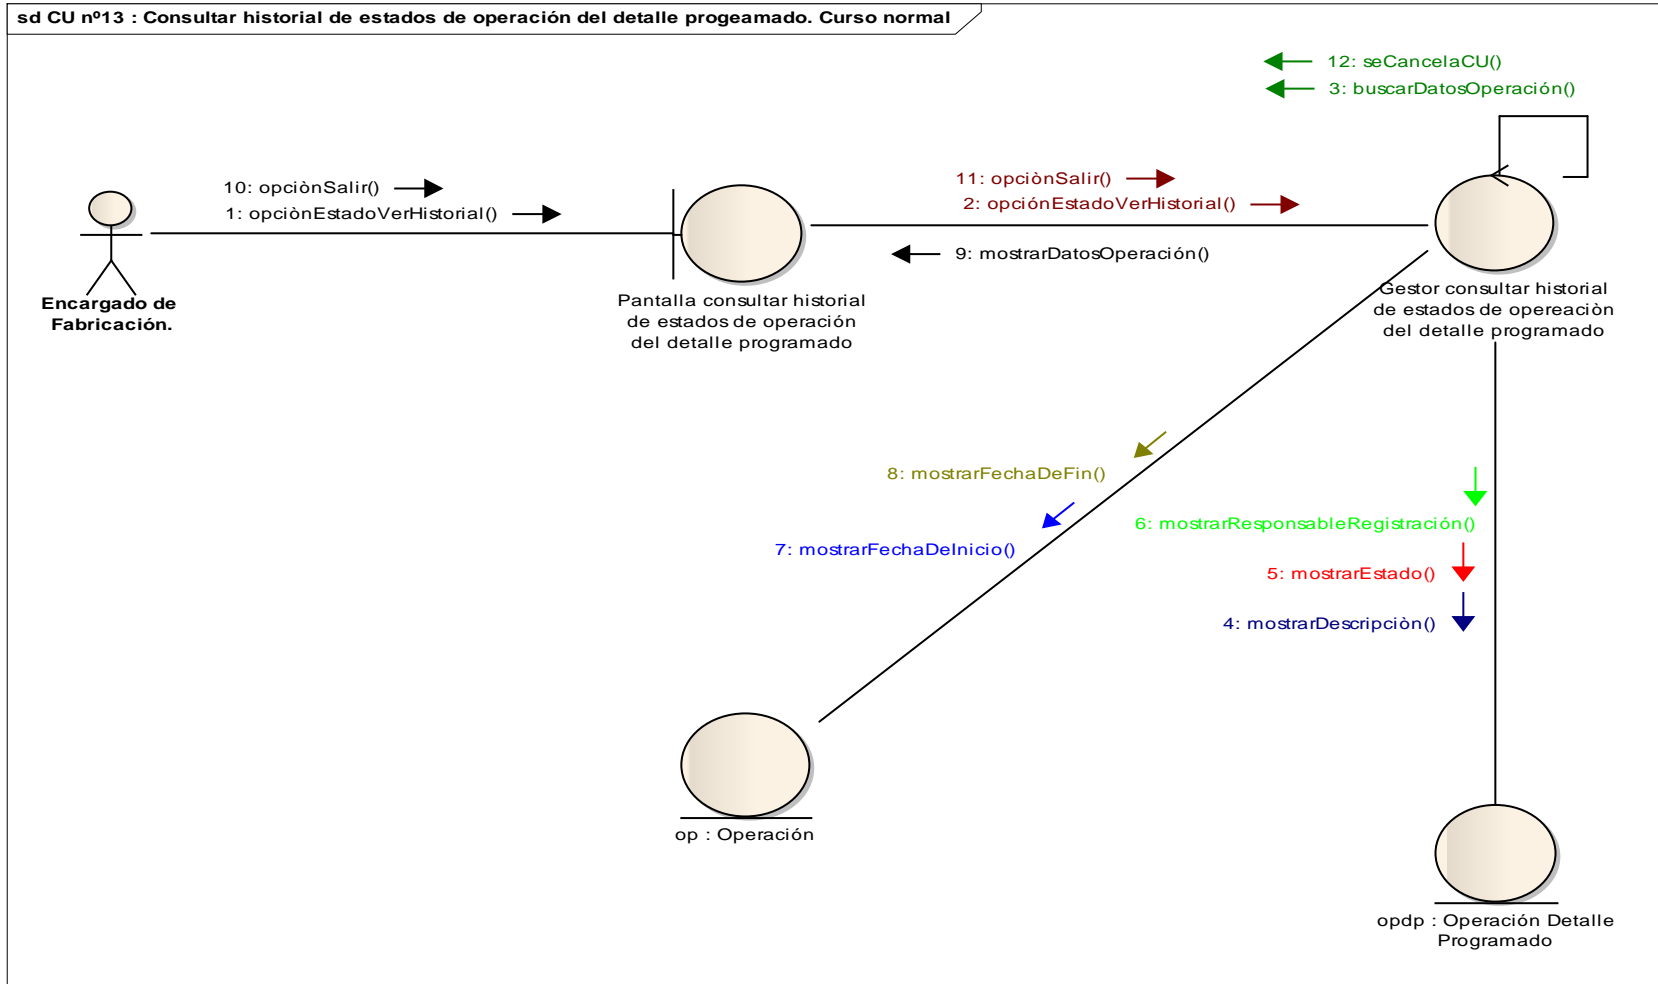 sd CU nº13 : Consultar historial de estados de operación del detalle progeamado. Curso normal
12: seCancelaCU()
3: buscarDatosOperación()
10: opciònSalir()
1: opciònEstadoVerHistorial()
11: opciònSalir()
2: opciónEstadoVerHistorial()
9: mostrarDatosOperación()
Encargado de
Fabricación.
Pantalla consultar historial
de estados de operación
del detalle programado
Gestor consultar historial
de estados de opereaciòn
del detalle programado
8: mostrarFechaDeFin()
7: mostrarFechaDeInicio()
6: mostrarResponsableRegistración()
5: mostrarEstado()
4: mostrarDescripciòn()
op : Operación
opdp : Operación Detalle
Programado